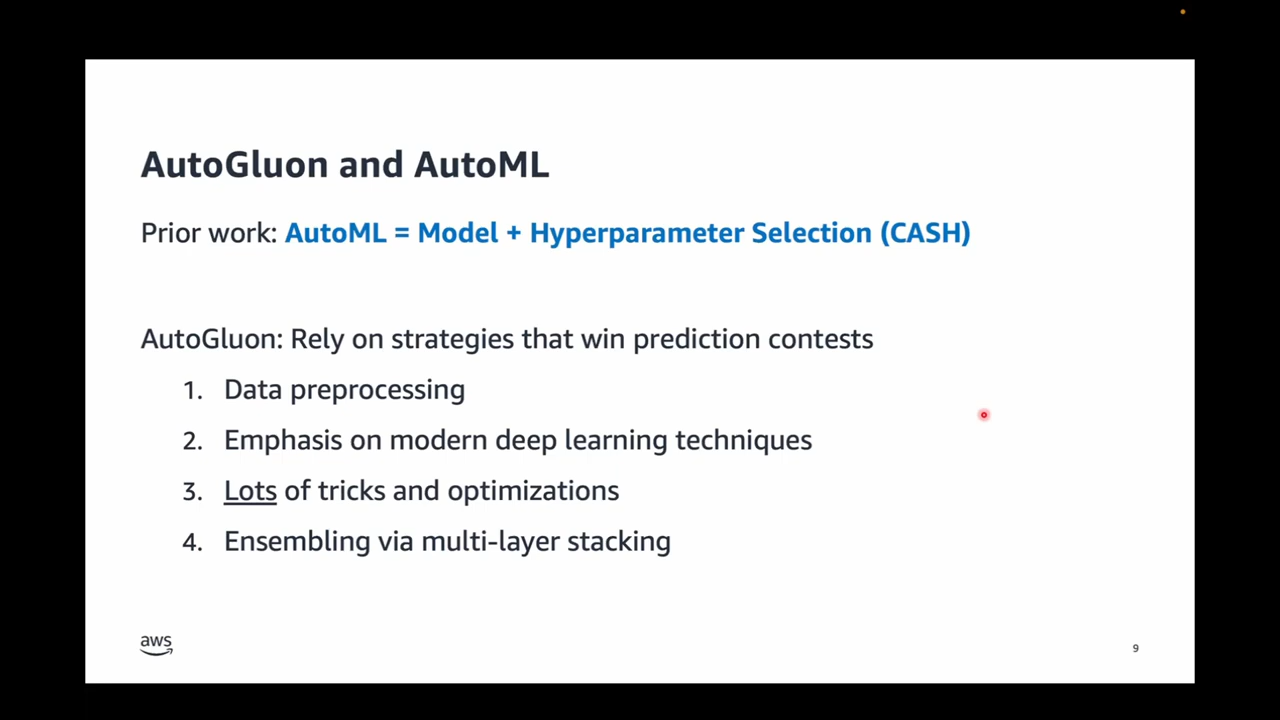 AutoGluon and AutoML
Prior work: AutoML = Model + Hyperparameter Selection (CASH)
AutoGluon: Rely on strategies that win prediction contests
1. Data preprocessing
2. Emphasis on modern deep learning techniques
3. Lots of tricks and optimizations
4. Ensembling via multi-layer stacking
aws
9